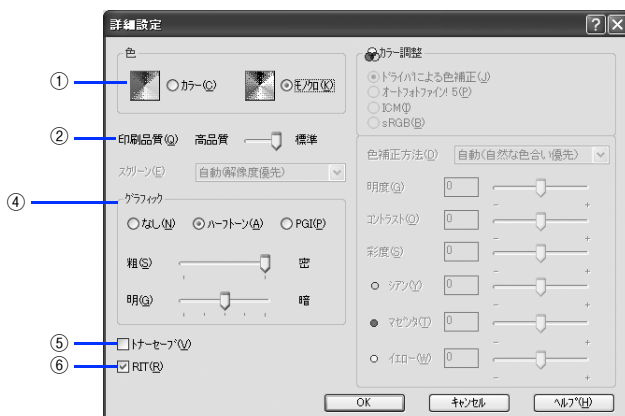 詳細設定
色
① カラー(C) モノクロ(K)
② 印刷品質(Q) 高品質 標準
スクリーン(E) 自動(解像度優先)
④ グラフィック
なし(N) ハーフトーン(A) PGI(P)
粗(S) 密
明(G) 暗
⑤ トナーセーブ(V)
⑥ RIT(R)
カラー調整
ドライバによる色補正(J)
オートフォトファイン!5(P)
ICM(I)
sRGB(B)
色補正方法(D) 自動(自然な色合い優先)
明度(G) 0
- +
コントラスト(O) 0
- +
彩度(S) 0
- +
シアン(Y) 0
- +
マゼンタ(T) 0
- +
イエロー(W) 0
- +
OK キャンセル ヘルプ(H)